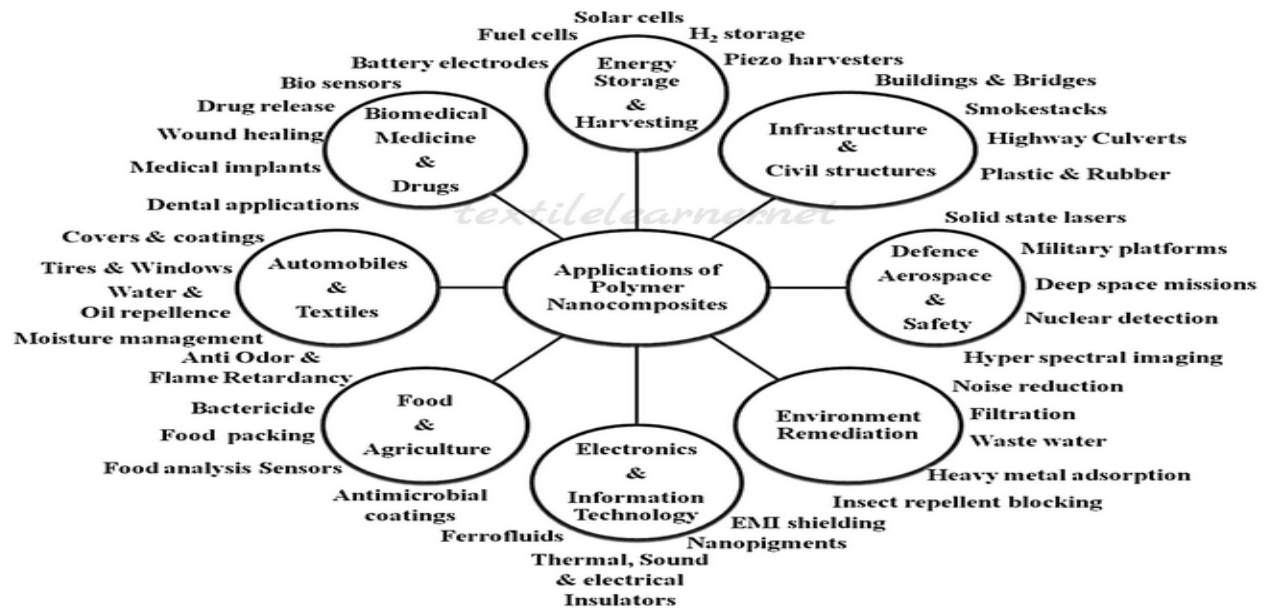 Solar cells
Fuel cells
H₂ storage
Battery electrodes
Piezo harvesters
Energy
Storage
&
Harvesting
Bio sensors
Drug release
Wound healing
Medical implants
Dental applications
Biomedical
Medicine
&
Drugs
Buildings & Bridges
Smokestacks
Highway Culverts
Plastic & Rubber
Infrastructure
&
Civil structures
textilelearner.net
Covers & coatings
Tires & Windows
Water &
Oil repellence
Moisture management
Automobiles
&
Textiles
Applications of
Polymer
Nanocomposites
Solid state lasers
Military platforms
Deep space missions
Nuclear detection
Hyper spectral imaging
Defence
Aerospace
&
Safety
Anti Odor &
Flame Retardancy
Bactericide
Food packing
Food analysis Sensors
Antimicrobial
coatings
Food
&
Agriculture
Electronics
&
Information
Technology
Ferrofluids
Thermal, Sound
& electrical
Insulators
Nanopigments
EMI shielding
Environment
Remediation
Noise reduction
Filtration
Waste water
Heavy metal adsorption
Insect repellent blocking